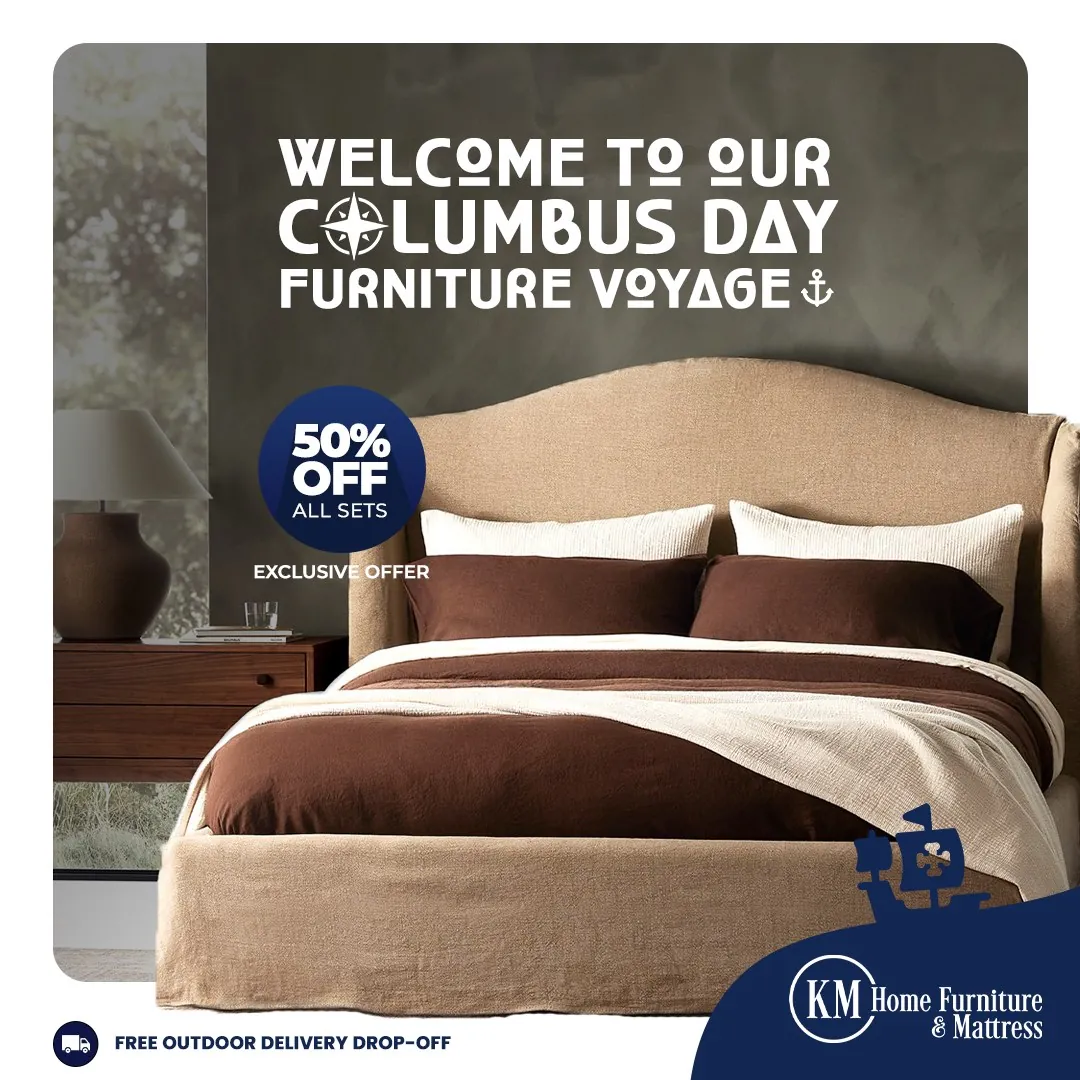 WELCOME TO OUR
COLUMBUS DAY
FURNITURE VOYAGE
50%
OFF
ALL SETS
EXCLUSIVE OFFER
KM Home Furniture
& Mattress
FREE OUTDOOR DELIVERY DROP-OFF